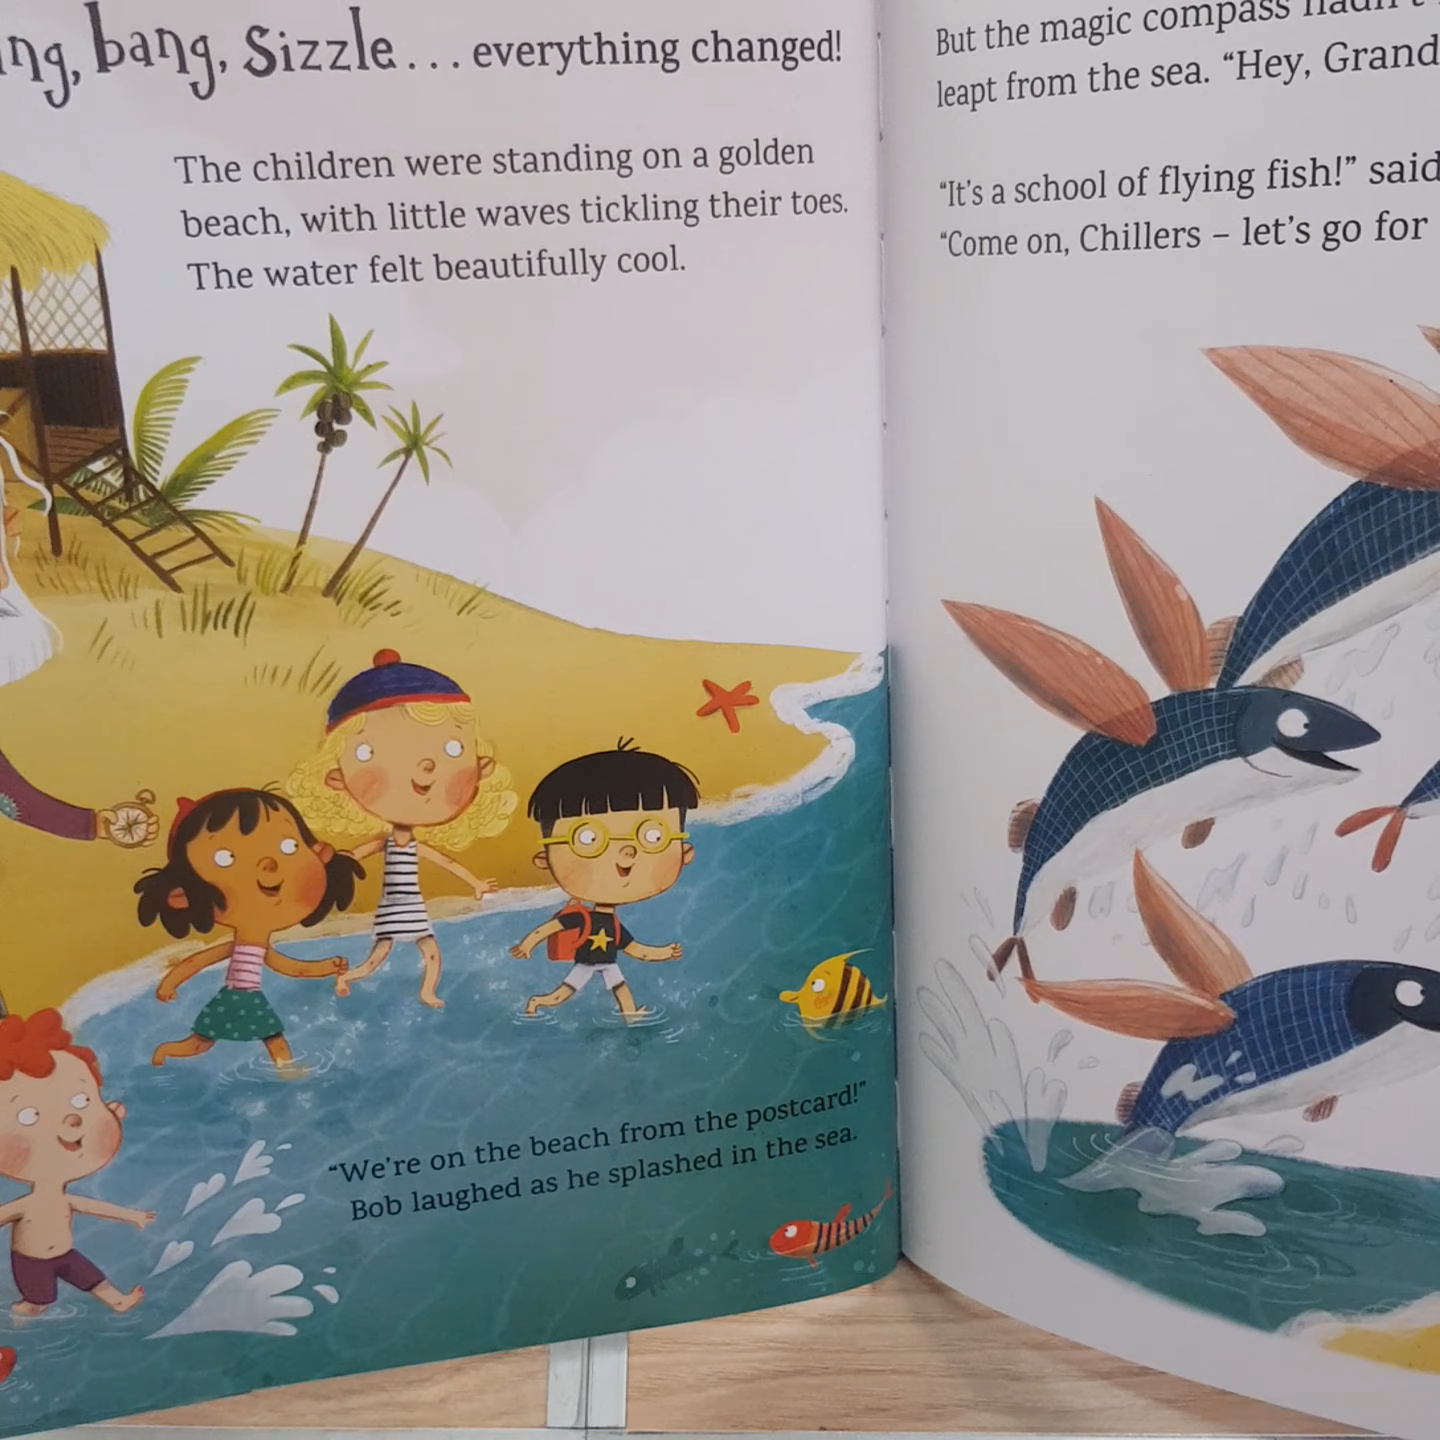 bang, sizzle... everything changed!
The children were standing on a golden
beach, with little waves tickling their toes.
The water felt beautifully cool.
“We’re on the beach from the postcard!”
Bob laughed as he splashed in the sea.
But the magic compass hadn’t
leapt from the sea. “Hey, Grand
“It’s a school of flying fish!” said
“Come on, Chillers – let’s go for